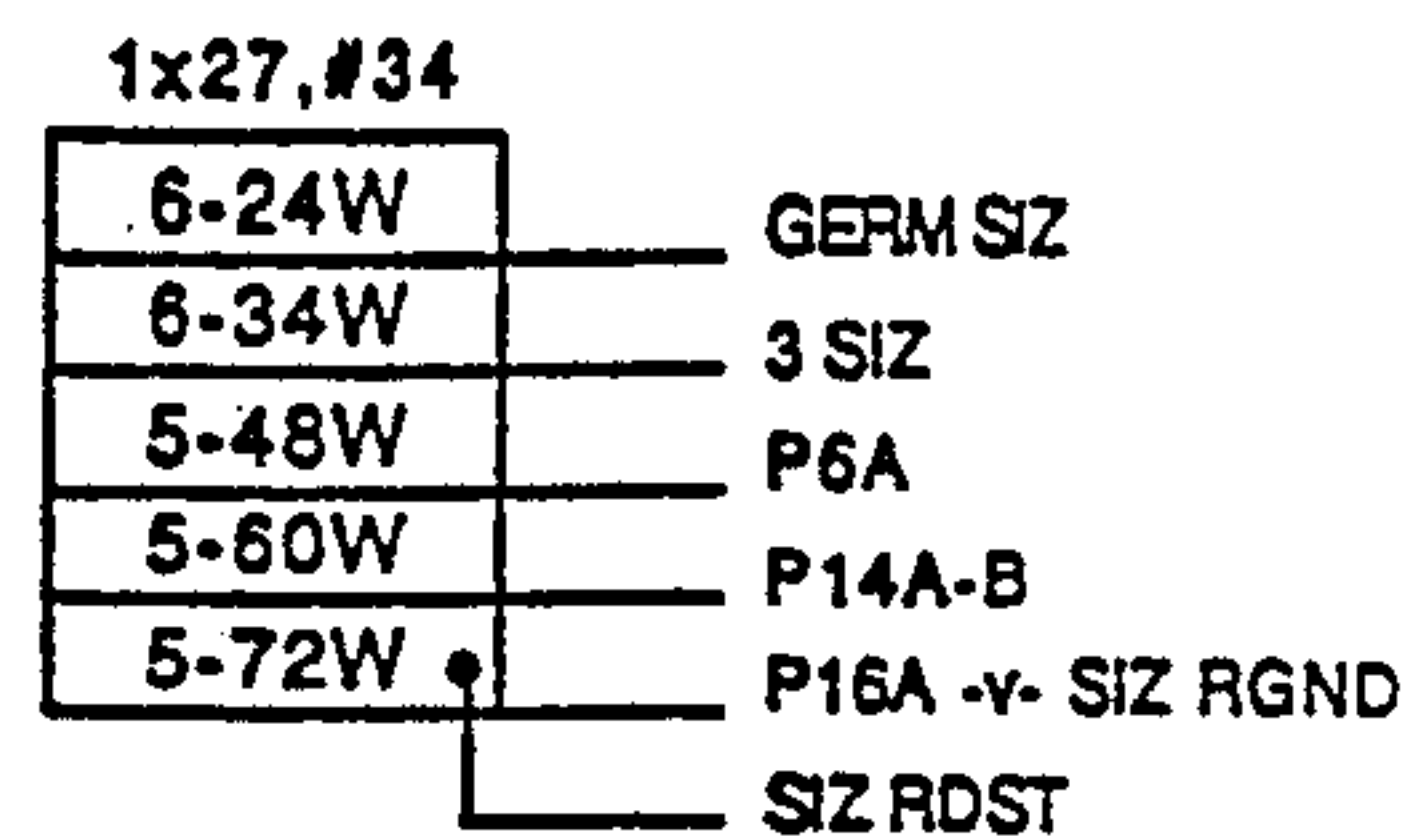 1x27,#34
6-24W
GERM SIZ
6-34W
3 SIZ
5-48W
P6A
5-60W
P14A-B
5-72W
P16A -v- SIZ RGND
SIZ RDST